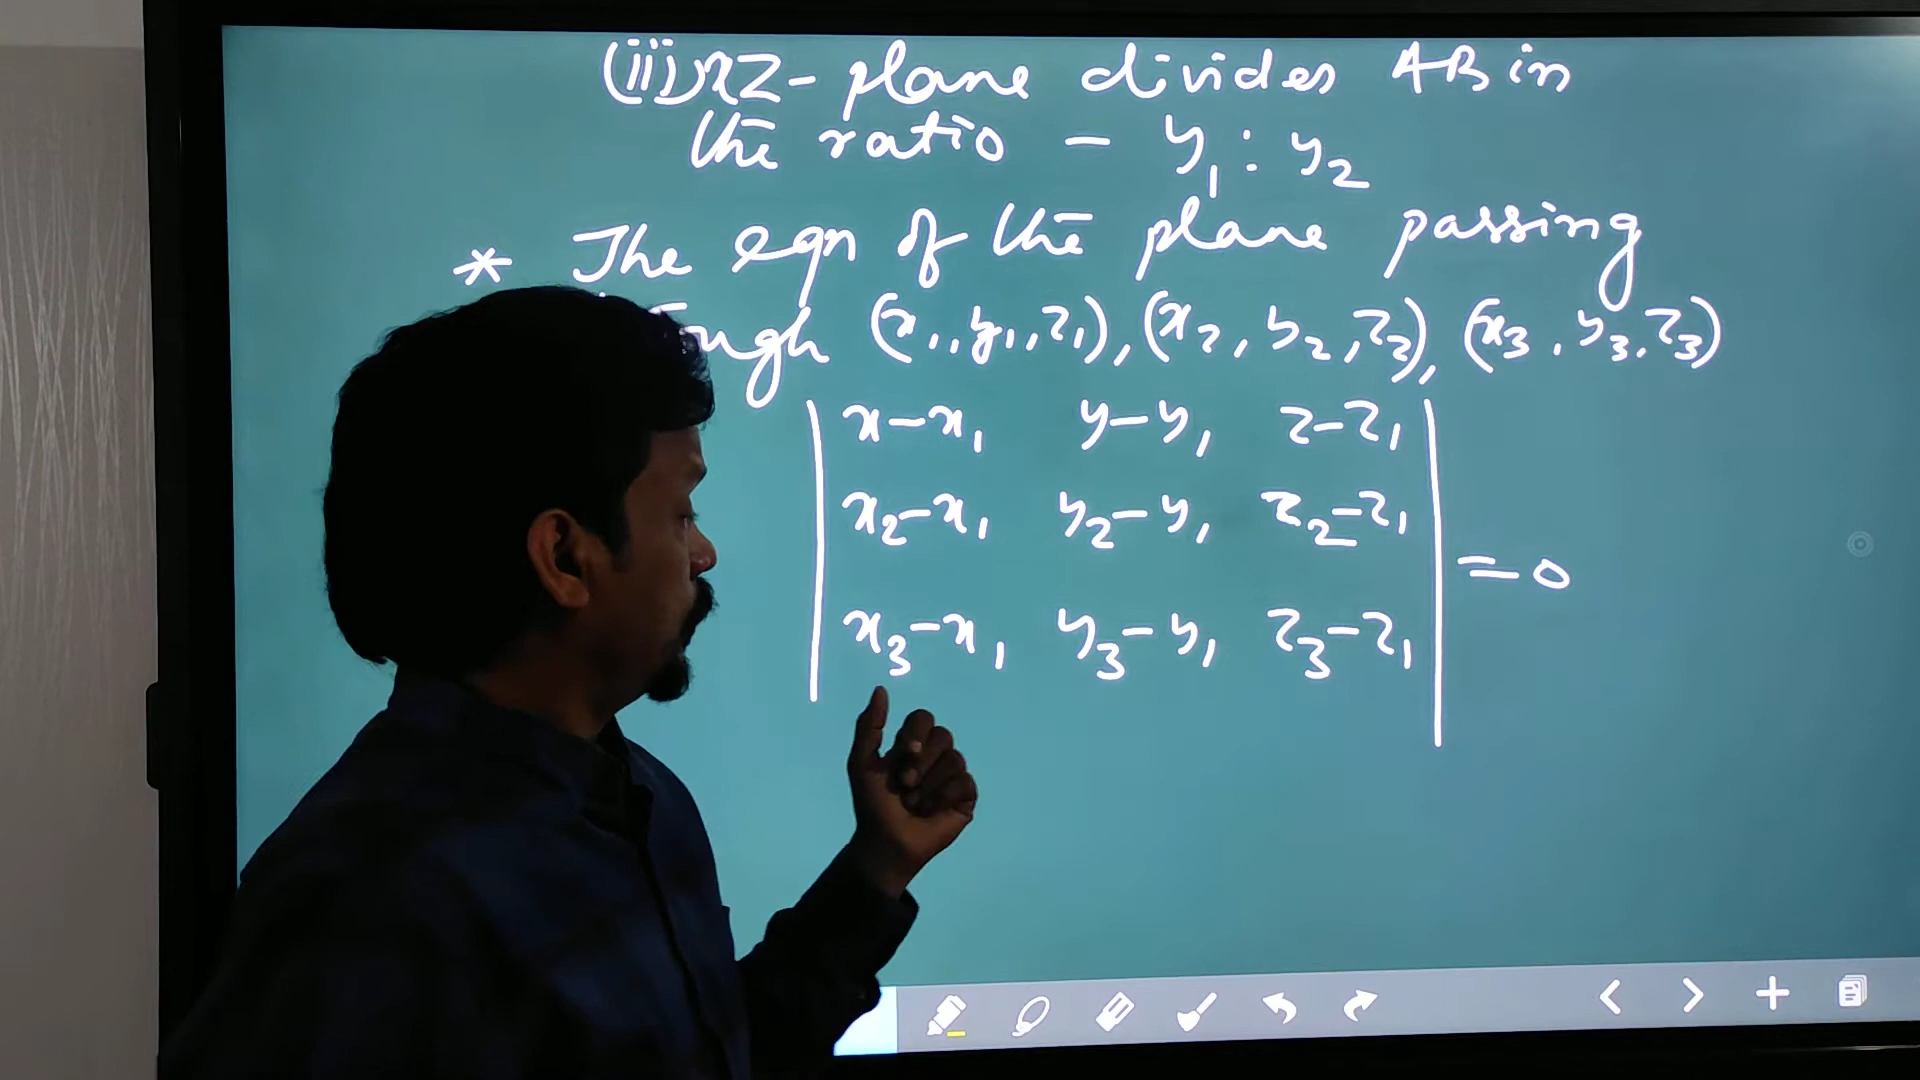 (iii) xz-plane divides AB in
the ratio - y₁ : y₂
* The eqn of the plane passing
(x₁, y₁, z₁), (x₂, y₂, z₂), (x₃, y₃, z₃)
| x-x₁ y-y₁ z-z₁ |
| x₂-x₁ y₂-y₁ z₂-z₁ |
=0
| x₃-x₁ y₃-y₁ z₃-z₁ |